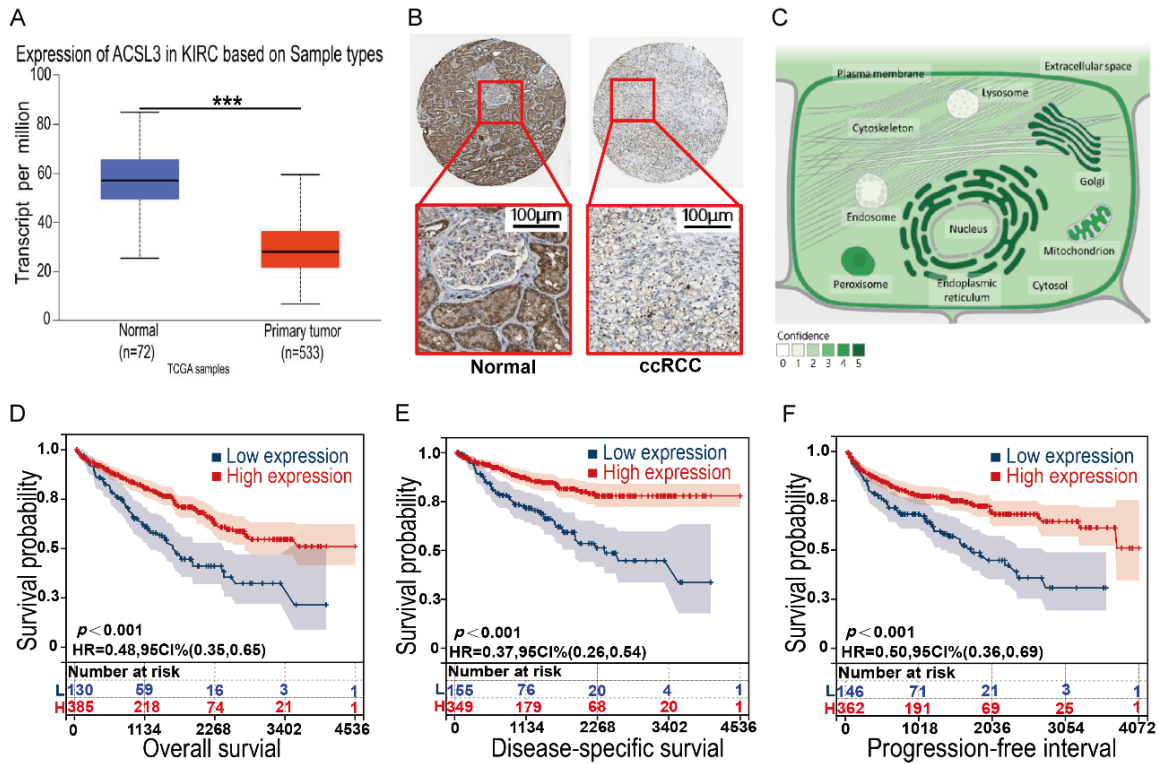 A
Expression of ACSL3 in KIRC based on Sample types
Transcript per million
100
80
60
40
20
0
***
Normal
(n=72)
Primary tumor
(n=533)
TCGA samples
B
100μm
100μm
Normal
ccRCC
C
Plasma membrane
Extracellular space
Lysosome
Cytoskeleton
Golgi
Endosome
Nucleus
Mitochondrion
Peroxisome
Endoplasmic
reticulum
Cytosol
Confidence
0 1 2 3 4 5
D
Survival probability
1.0
0.8
0.5
0.3
0
Low expression
High expression
p<0.001
HR=0.48,95CI%(0.35,0.65)
Number at risk
L 130 59 16 3 1
H 385 218 74 21 1
0 1134 2268 3402 4536
Overall survial
E
Survival probability
1.0
0.8
0.5
0.3
0
Low expression
High expression
p<0.001
HR=0.37,95CI%(0.26,0.54)
Number at risk
L 155 76 20 4 1
H 349 179 68 20 1
0 1134 2268 3402 4536
Disease-specific survial
F
Survival probability
1.0
0.8
0.5
0.3
0
Low expression
High expression
p<0.001
HR=0.50,95CI%(0.36,0.69)
Number at risk
L 146 71 21 3 1
H 362 191 69 25 1
0 1018 2036 3054 4072
Progression-free interval